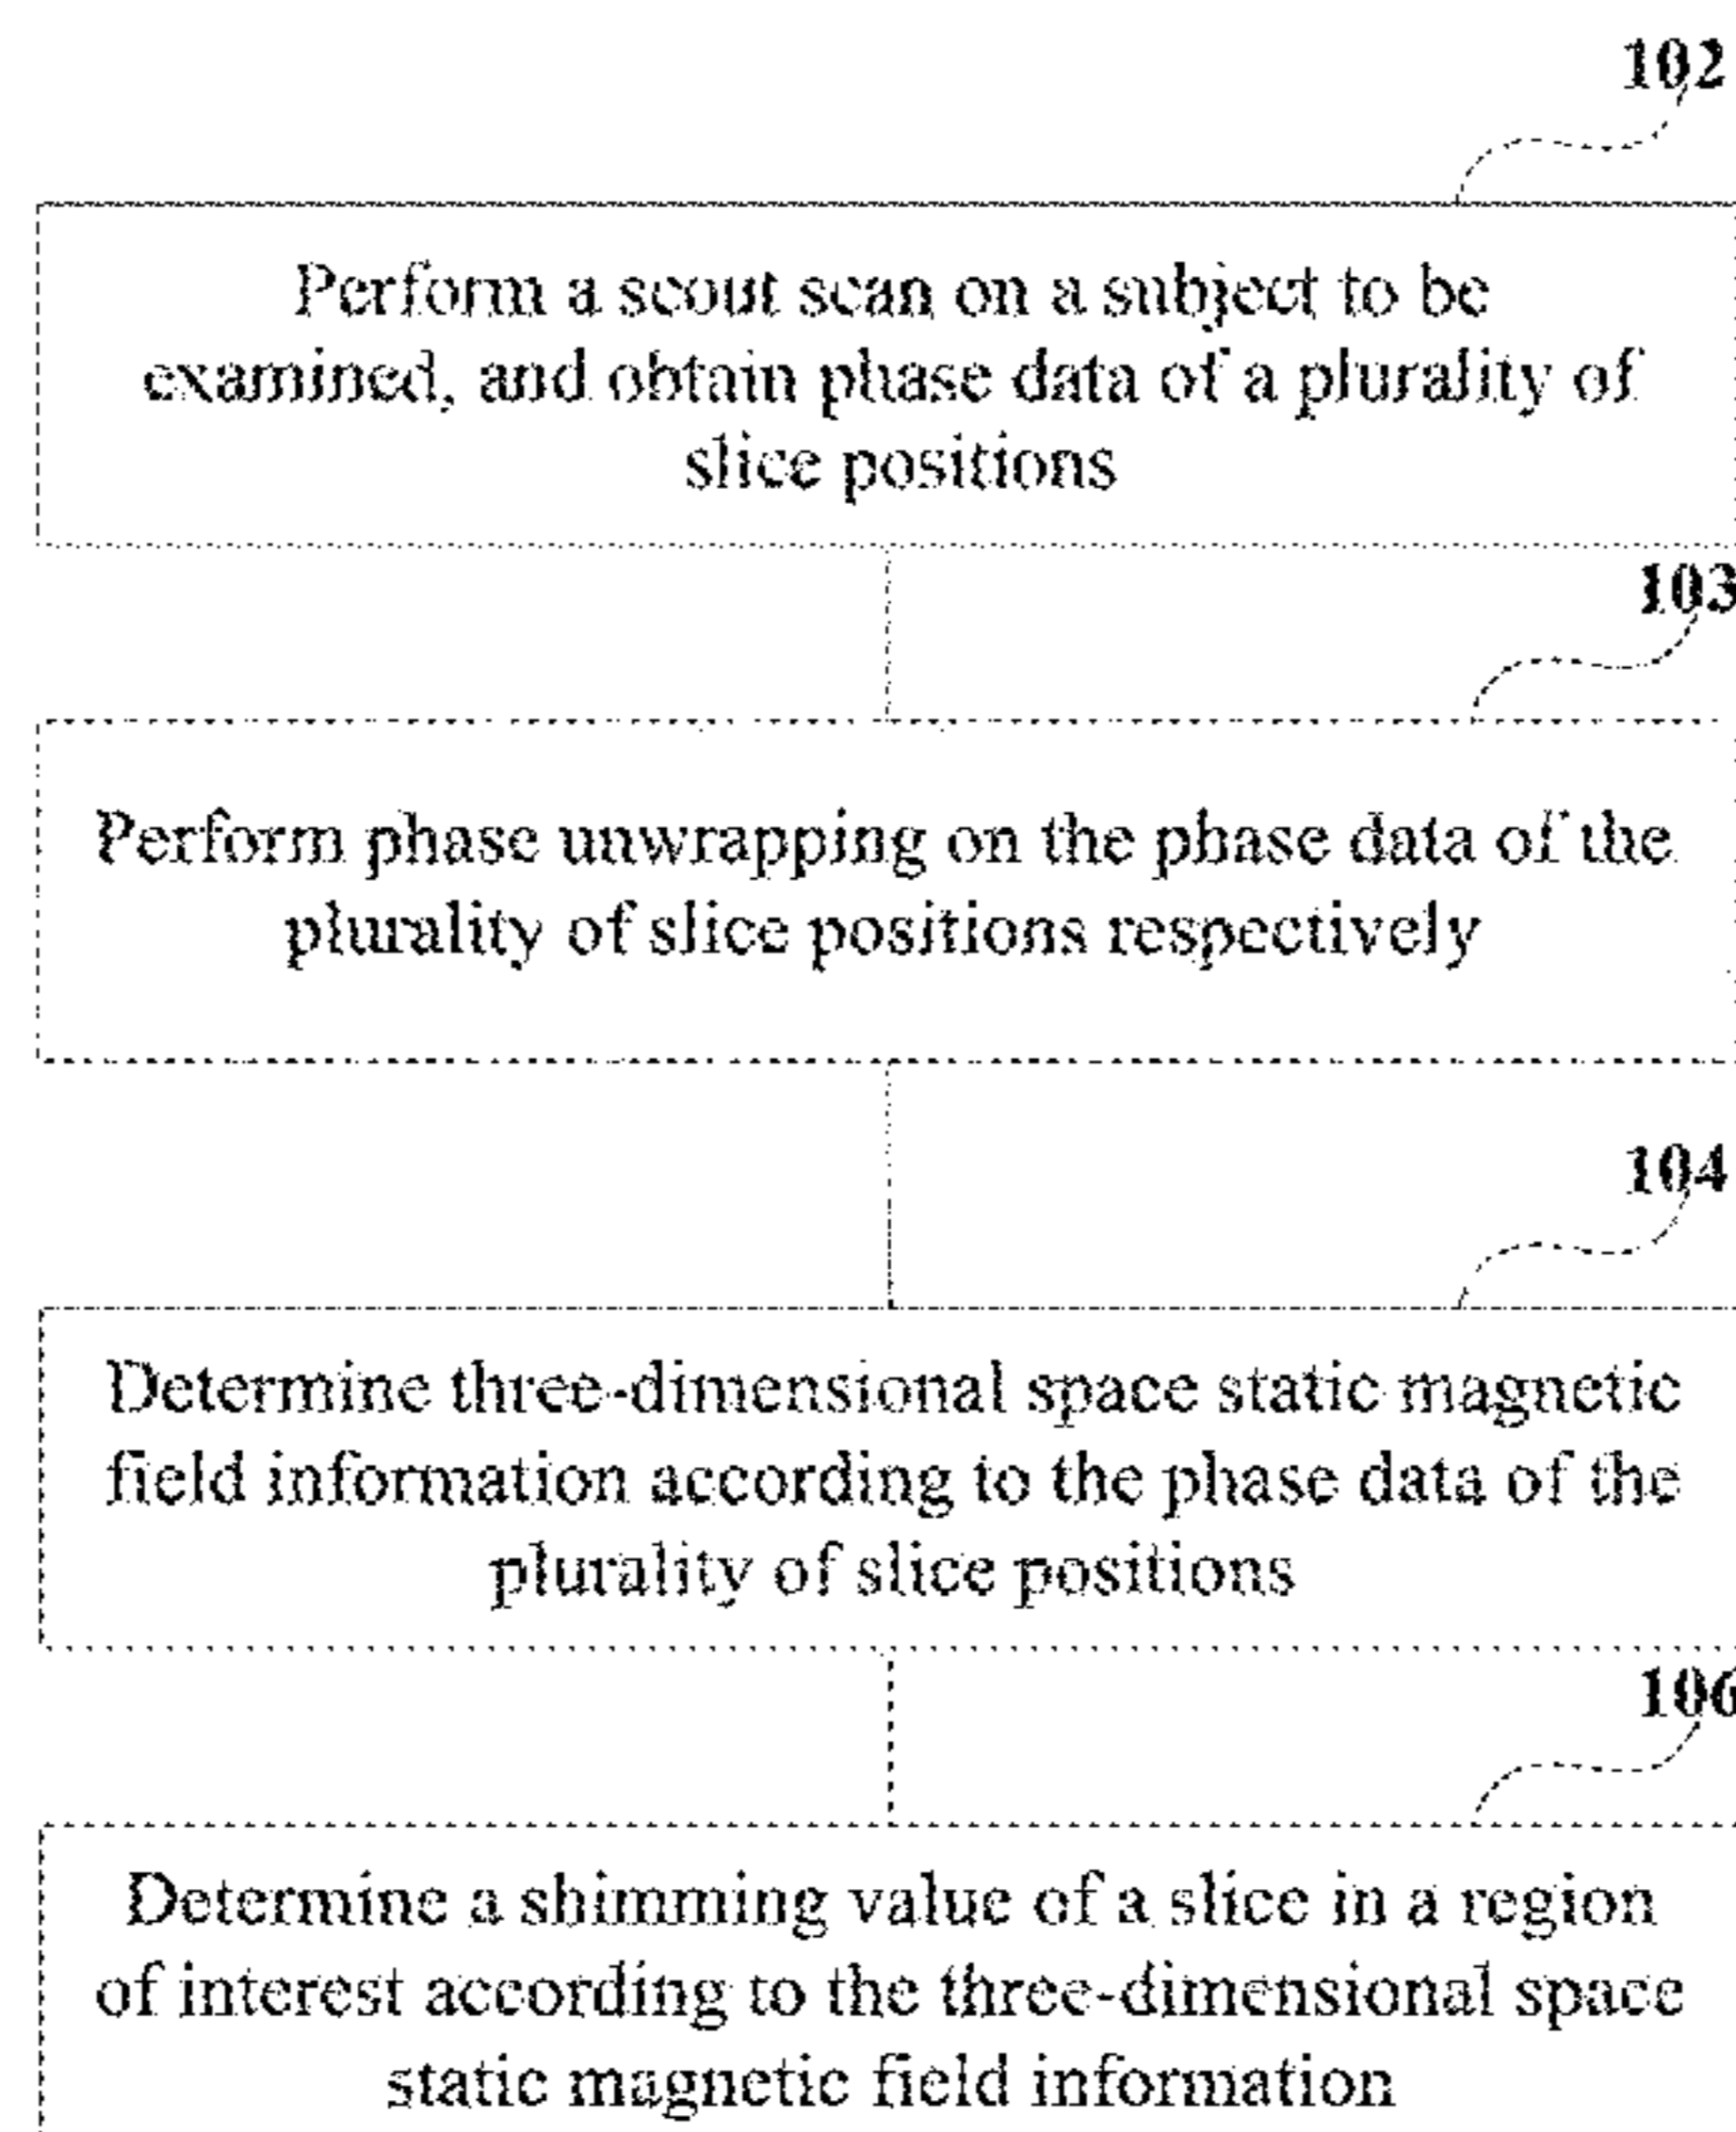 102
Perform a scout scan on a subject to be
examined, and obtain phase data of a plurality of
slice positions
103
Perform phase unwrapping on the phase data of the
plurality of slice positions respectively
104
Determine three-dimensional space static magnetic
field information according to the phase data of the
plurality of slice positions
106
Determine a shimming value of a slice in a region
of interest according to the three-dimensional space
static magnetic field information